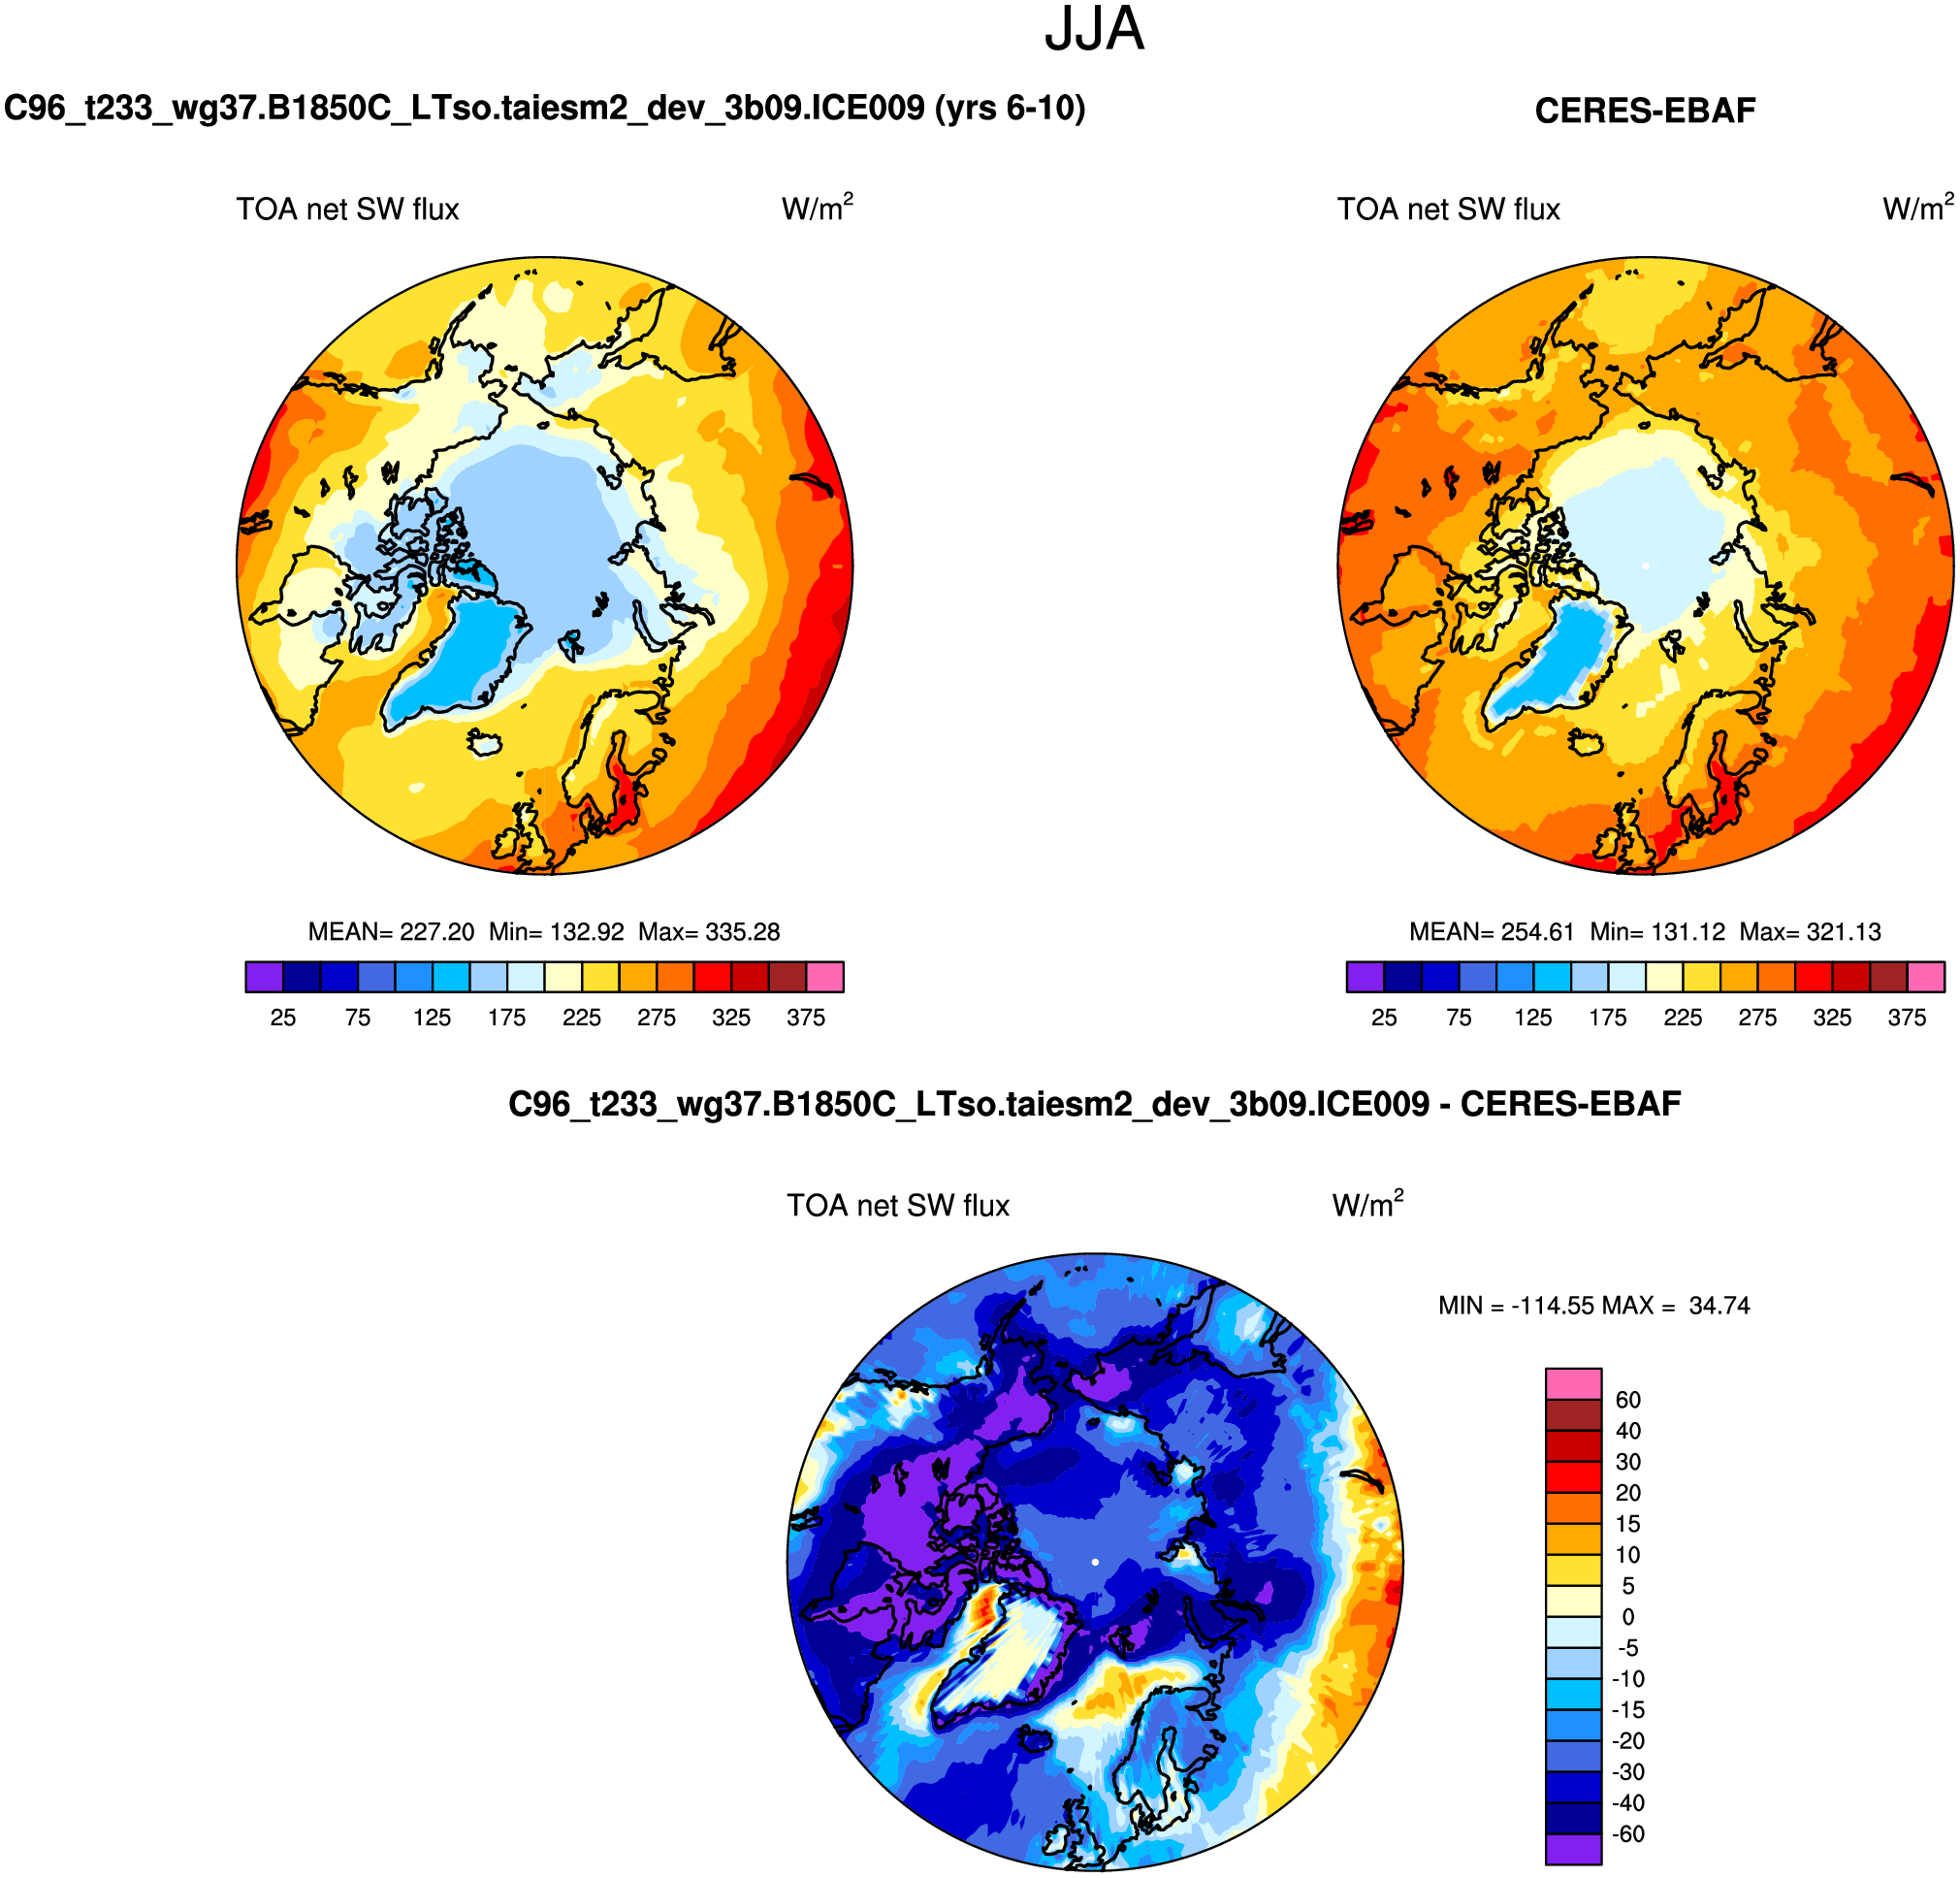 JJA
C96_t233_wg37.B1850C_LTso.taiesm2_dev_3b09.ICE009 (yrs 6-10)
CERES-EBAF
TOA net SW flux W/m²
TOA net SW flux W/m²
MEAN= 227.20 Min= 132.92 Max= 335.28
MEAN= 254.61 Min= 131.12 Max= 321.13
25 75 125 175 225 275 325 375
25 75 125 175 225 275 325 375
C96_t233_wg37.B1850C_LTso.taiesm2_dev_3b09.ICE009 - CERES-EBAF
TOA net SW flux W/m²
MIN = -114.55 MAX = 34.74
60
40
30
20
15
10
5
0
-5
-10
-15
-20
-30
-40
-60